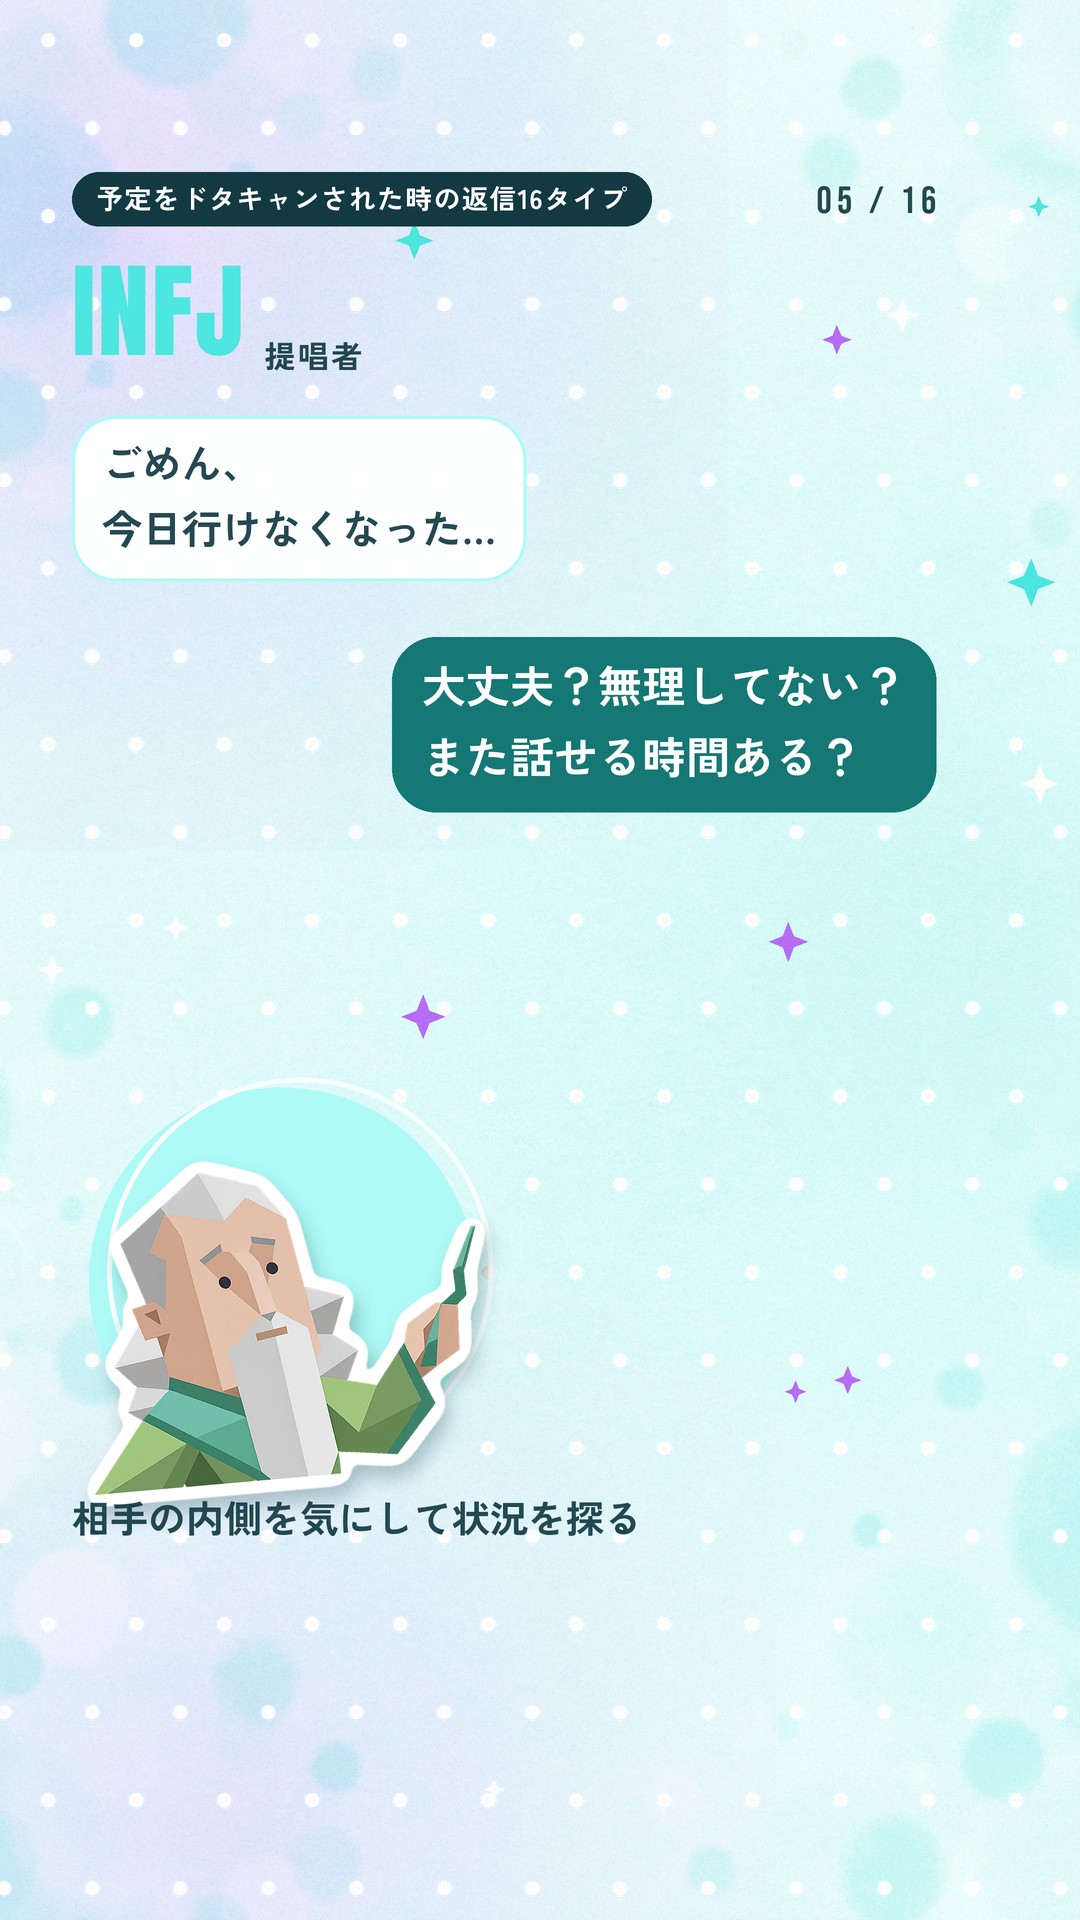 予定をドタキャンされた時の返信16タイプ
05 / 16
INFJ
提唱者
ごめん、
今日行けなくなった...
大丈夫？無理してない？
また話せる時間ある？
相手の内側を気にして状況を探る